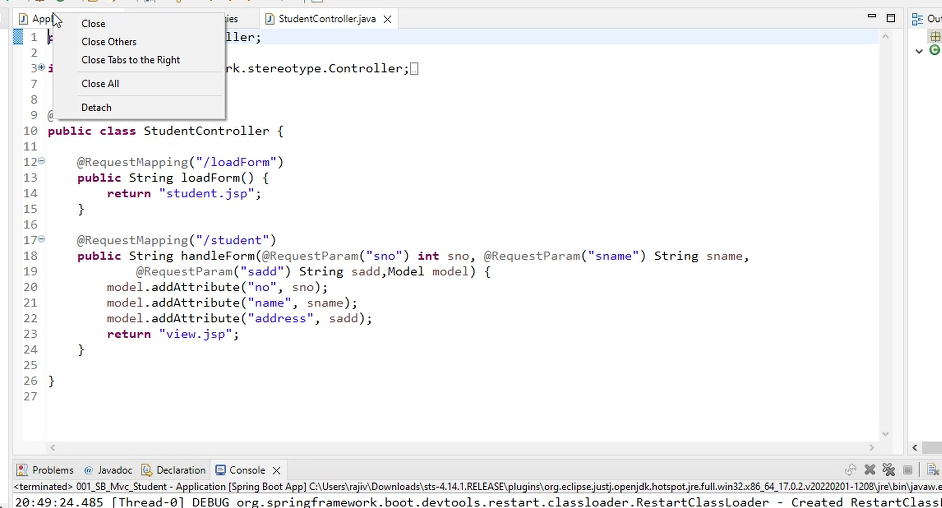 Appl
ies
StudentController.java
Out
Close
Close Others
Close Tabs to the Right
Close All
Detach
1 p ller;
2
3 i rk.stereotype.Controller;
7
8
9 @
10 public class StudentController {
11
12 @RequestMapping("/loadForm")
13 public String loadForm() {
14 return "student.jsp";
15 }
16
17 @RequestMapping("/student")
18 public String handleForm(@RequestParam("sno") int sno, @RequestParam("sname") String sname,
19 @RequestParam("sadd") String sadd,Model model) {
20 model.addAttribute("no", sno);
21 model.addAttribute("name", sname);
22 model.addAttribute("address", sadd);
23 return "view.jsp";
24 }
25
26 }
27
Problems @ Javadoc Declaration Console
<terminated> 001_SB_Mvc_Student - Application [Spring Boot App] C:\Users\rajiv\Downloads\sts-4.14.1.RELEASE\plugins\org.eclipse.justj.openjdk.hotspot.jre.full.win32.x86_64_17.0.2.v20220201-1208\jre\bin\javaw.e
20:49:24.485 [Thread-0] DEBUG org.springframework.boot.devtools.restart.classloader.RestartClassLoader - Created RestartClassL